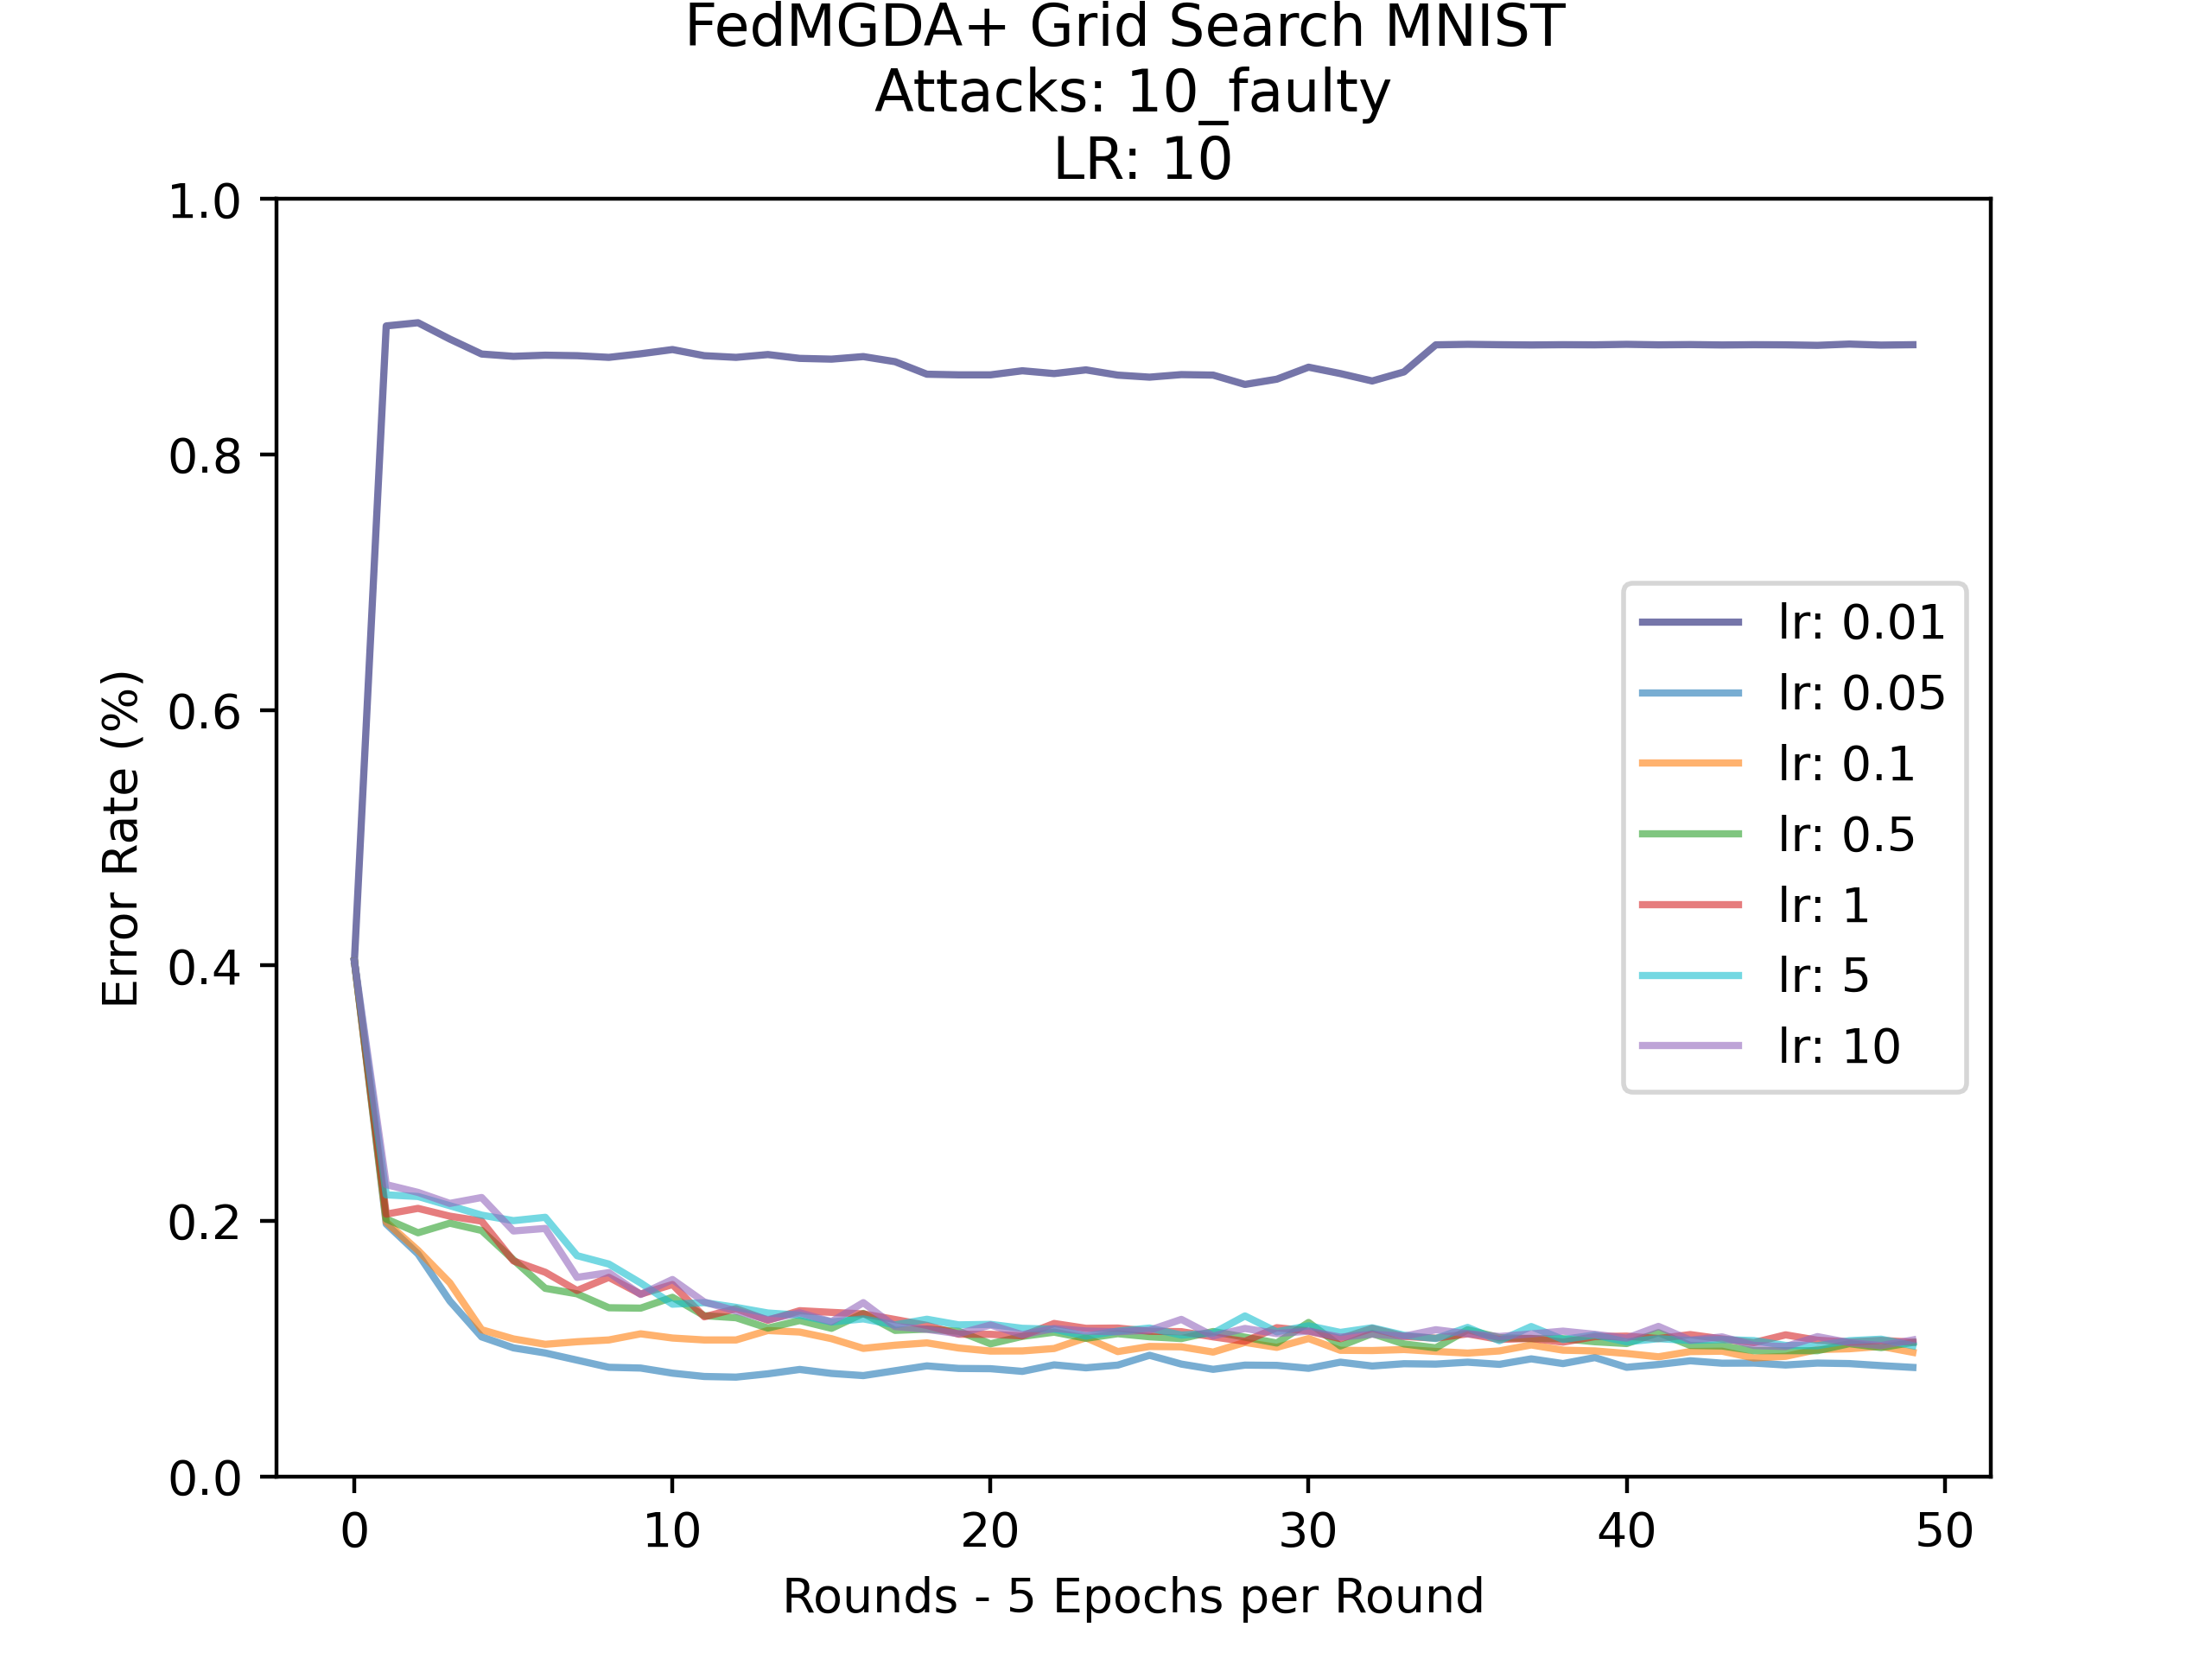 FedMGDA+ Grid Search MNIST
Attacks: 10_faulty
LR: 10
1.0
0.8
0.6
0.4
0.2
0.0
Error Rate (%)
lr: 0.01
lr: 0.05
lr: 0.1
lr: 0.5
lr: 1
lr: 5
lr: 10
0 10 20 30 40 50
Rounds - 5 Epochs per Round